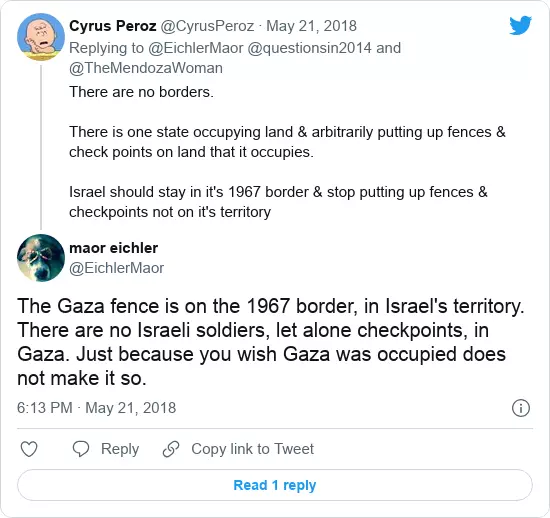 Cyrus Peroz @CyrusPeroz · May 21, 2018
Replying to @EichlerMaor @questionsin2014 and
@TheMendozaWoman
There are no borders.
There is one state occupying land & arbitrarily putting up fences &
check points on land that it occupies.
Israel should stay in it's 1967 border & stop putting up fences &
checkpoints not on it's territory
maor eichler
@EichlerMaor
The Gaza fence is on the 1967 border, in Israel's territory.
There are no Israeli soldiers, let alone checkpoints, in
Gaza. Just because you wish Gaza was occupied does
not make it so.
6:13 PM · May 21, 2018
Reply
Copy link to Tweet
Read 1 reply